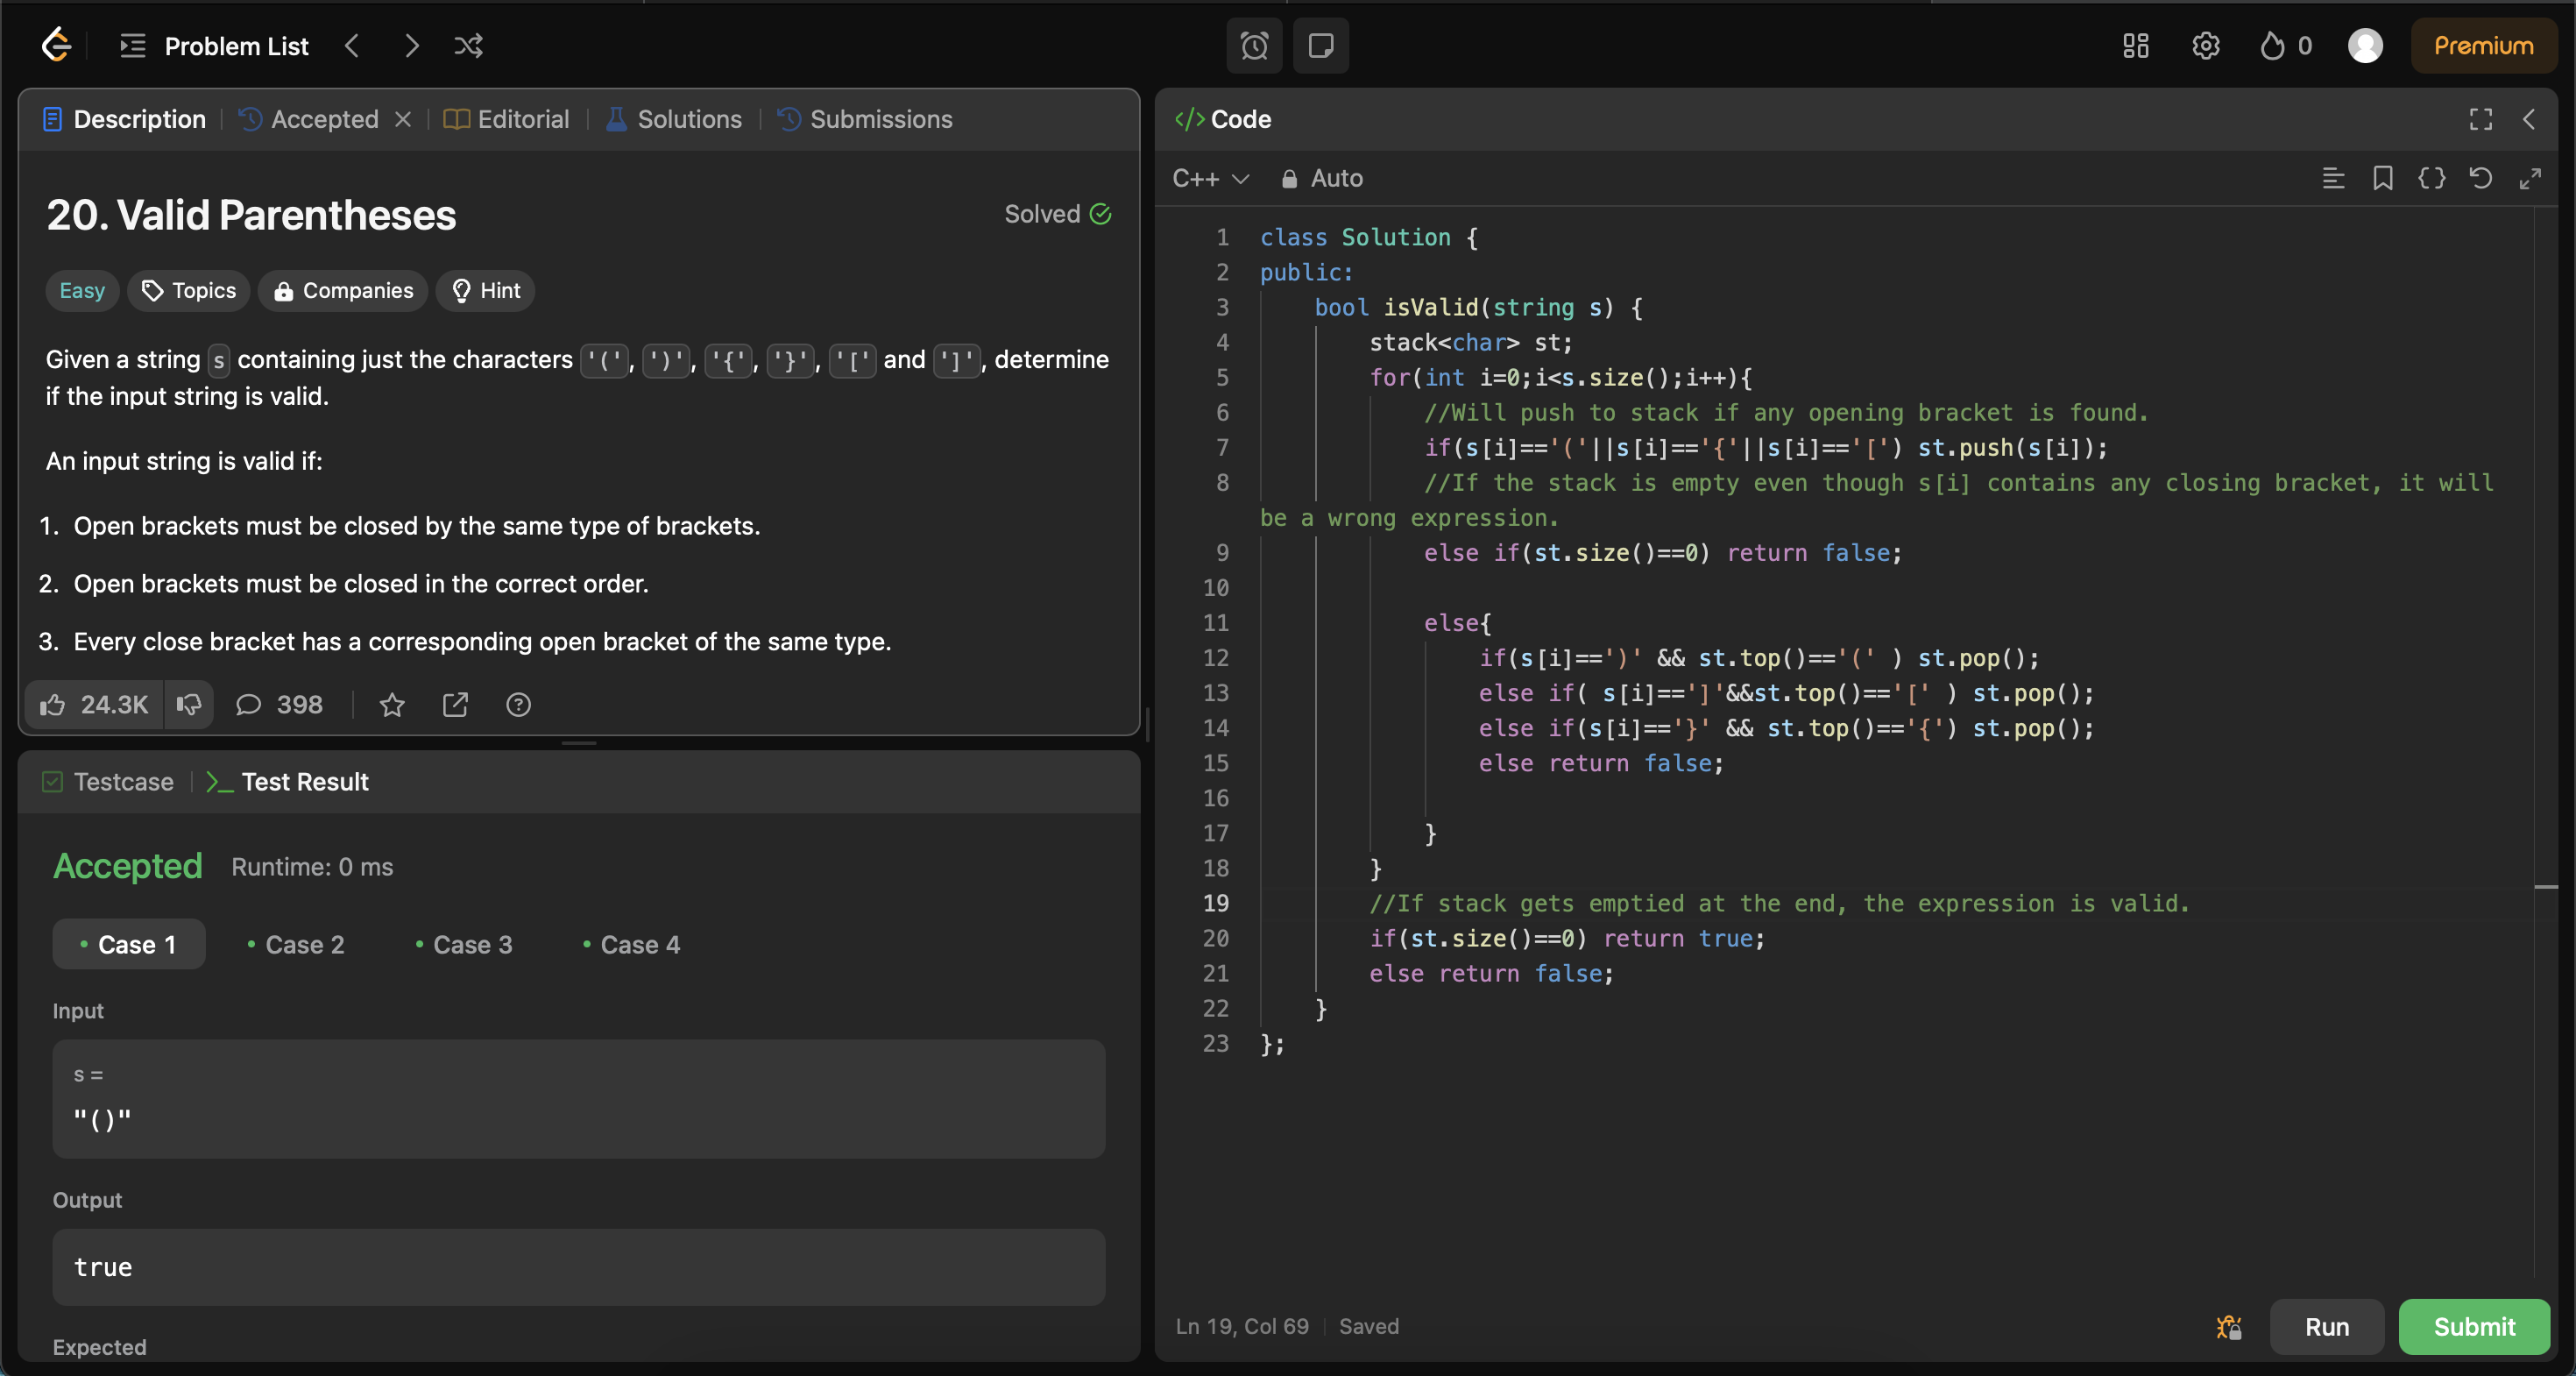 Problem List
0
Premium
Description
Accepted
Editorial
Solutions
Submissions
20. Valid Parentheses
Solved
Easy
Topics
Companies
Hint
Given a string s containing just the characters '(', ')', '{', '}', '[' and ']', determine
if the input string is valid.
An input string is valid if:
1. Open brackets must be closed by the same type of brackets.
2. Open brackets must be closed in the correct order.
3. Every close bracket has a corresponding open bracket of the same type.
24.3K
398
Testcase
Test Result
Accepted
Runtime: 0 ms
Case 1
Case 2
Case 3
Case 4
Input
s =
"()"
Output
true
Expected
</> Code
C++
Auto
1 class Solution {
2 public:
3 bool isValid(string s) {
4 stack<char> st;
5 for(int i=0;i<s.size();i++){
6 //Will push to stack if any opening bracket is found.
7 if(s[i]=='('||s[i]=='{'||s[i]=='[') st.push(s[i]);
8 //If the stack is empty even though s[i] contains any closing bracket, it will
be a wrong expression.
9 else if(st.size()==0) return false;
10
11 else{
12 if(s[i]==')' && st.top()=='(' ) st.pop();
13 else if( s[i]==']'&&st.top()=='[' ) st.pop();
14 else if(s[i]=='}' && st.top()=='{') st.pop();
15 else return false;
16
17 }
18 }
19 //If stack gets emptied at the end, the expression is valid.
20 if(st.size()==0) return true;
21 else return false;
22 }
23 };
Ln 19, Col 69
Saved
Run
Submit